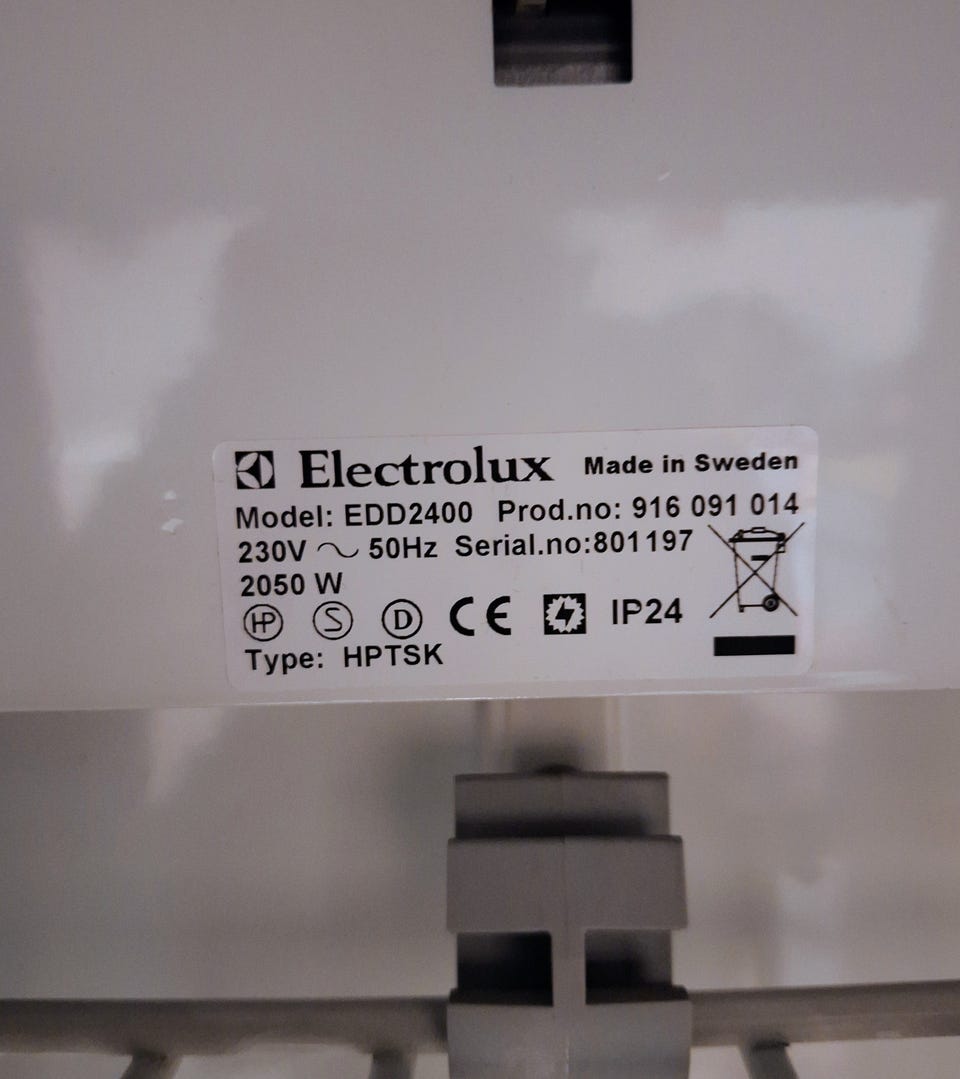 Electrolux Made in Sweden
Model: EDD2400 Prod.no: 916 091 014
230V ~ 50Hz Serial.no:801197
2050 W
HP S D CE IP24
Type: HPTSK